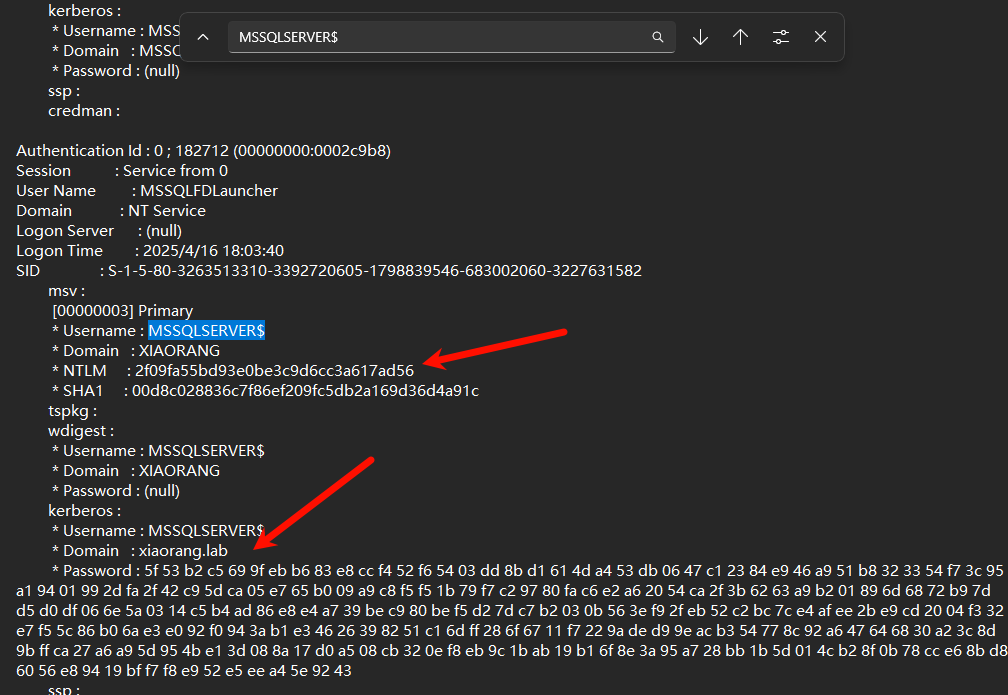 kerberos :
* Username : MSS
* Domain : MSSC
* Password : (null)
ssp :
credman :
MSSQLSERVER$
Authentication Id : 0 ; 182712 (00000000:0002c9b8)
Session : Service from 0
User Name : MSSQLFDLauncher
Domain : NT Service
Logon Server : (null)
Logon Time : 2025/4/16 18:03:40
SID : S-1-5-80-3263513310-3392720605-1798839546-683002060-3227631582
msv :
[00000003] Primary
* Username : MSSQLSERVER$
* Domain : XIAORANG
* NTLM : 2f09fa55bd93e0be3c9d6cc3a617ad56
* SHA1 : 00d8c028836c7f86ef209fc5db2a169d36d4a91c
tspkg :
wdigest :
* Username : MSSQLSERVER$
* Domain : XIAORANG
* Password : (null)
kerberos :
* Username : MSSQLSERVER$
* Domain : xiaorang.lab
* Password : 5f 53 b2 c5 69 9f eb b6 83 e8 cc f4 52 f6 54 03 dd 8b d1 61 4d a4 53 db 06 47 c1 23 84 e9 46 a9 51 b8 32 33 54 f7 3c 95
a1 94 01 99 2d fa 2f 42 c9 5d ca 05 e7 65 b0 09 a9 c8 f5 f5 1b 79 f7 c2 97 80 fa c6 e2 a6 20 54 ca 2f 3b 62 63 a9 b2 01 89 6d 68 72 b9 7d
d5 d0 df 06 6e 5a 03 14 c5 b4 ad 86 e8 e4 a7 39 be c9 80 be f5 d2 7d c7 b2 03 0b 56 3e f9 2f eb 52 c2 bc 7c e4 af ee 2b e9 cd 20 04 f3 32
e7 f5 5c 86 b0 6a e3 e0 92 f0 94 3a b1 e3 46 26 39 82 51 c1 6d ff 28 6f 67 11 f7 22 9a de d9 9e ac b3 54 77 8c 92 a6 47 64 68 30 a2 3c 8d
9b ff ca 27 a6 a9 5d 95 4b e1 3d 08 8a 17 d0 a5 08 cb 32 0e f8 eb 9c 1b ab 19 b1 6f 8e 3a 95 a7 28 bb 1b 5d 01 4c b2 8f 0b 78 cc e6 8b d8
60 56 e8 94 19 bf f7 f8 e9 52 e5 ee a4 5e 92 43
ssp :